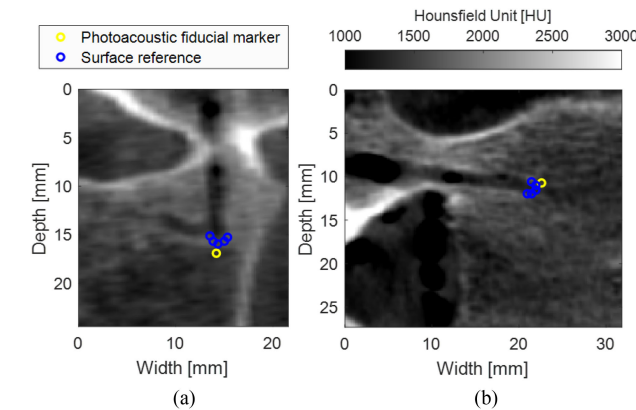 Photoacoustic fiducial marker
Surface reference
Hounsfield Unit [HU]
1000 1500 2000 2500 3000
0
5
10
15
20
Depth [mm]
0 10 20
Width [mm]
(a)
0
5
10
15
20
25
Depth [mm]
0 10 20 30
Width [mm]
(b)